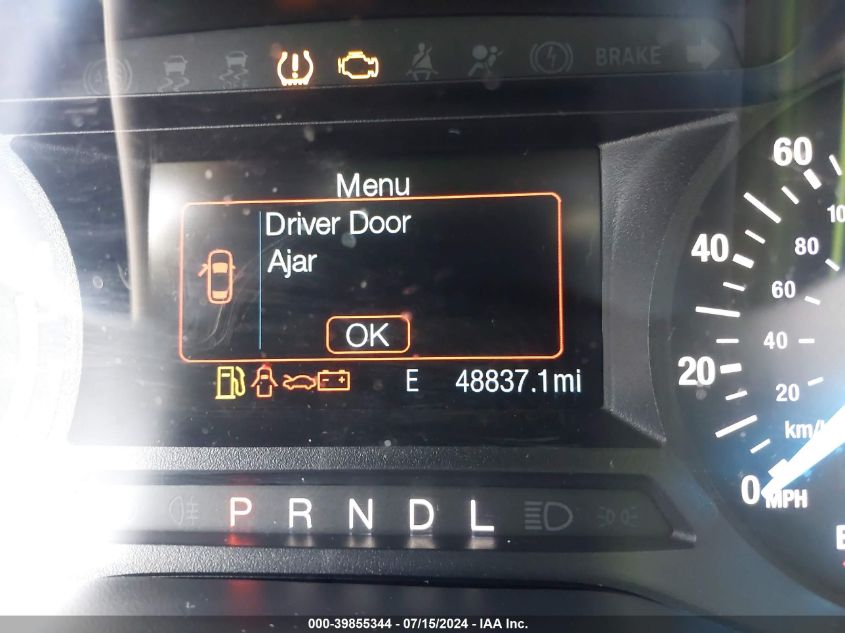 ABS BRAKE
Menu
Driver Door
Ajar
OK
E 48837.1mi
60
40
20
0 MPH
80
60
40
20
km/
P R N D L
000-39855344 / 07/15/2024 - IAA Inc.